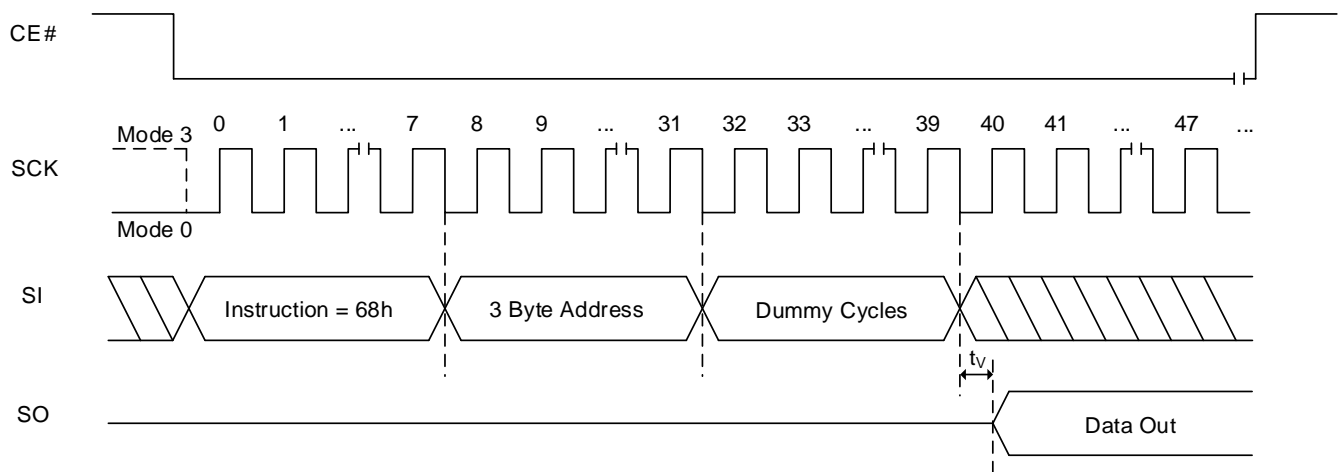 CE#
0 1 ... 7 8 9 ... 31 32 33 ... 39 40 41 ... 47 ...
Mode 3
SCK
Mode 0
SI
Instruction = 68h
3 Byte Address
Dummy Cycles
tV
SO
Data Out